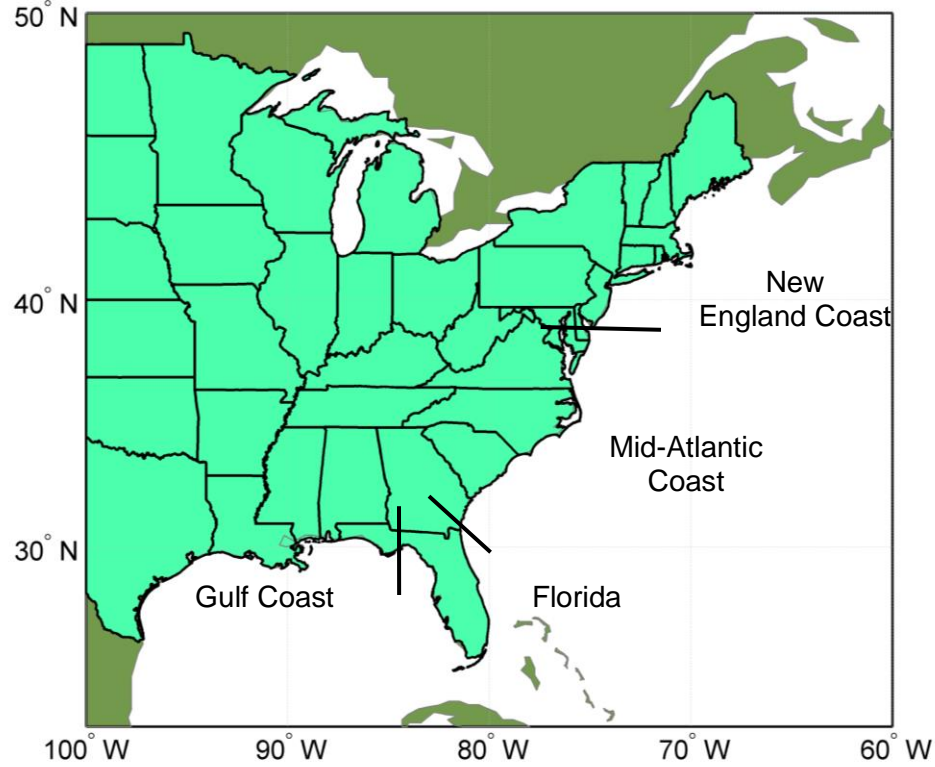 50° N
New
England Coast
40° N
Mid-Atlantic
Coast
30° N
Gulf Coast
Florida
100° W
90° W
80° W
70° W
60° W